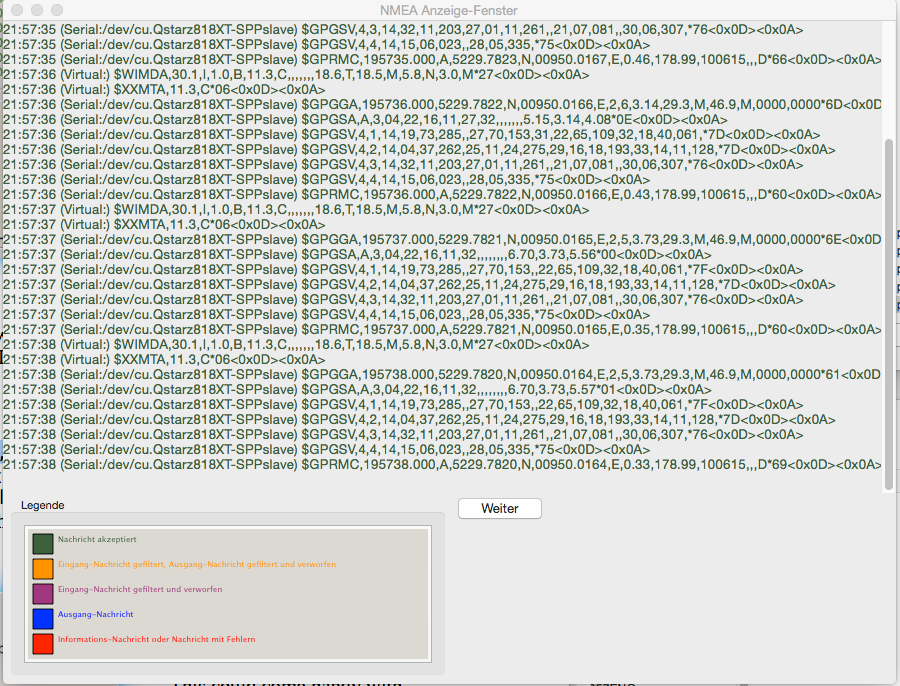 NMEA Anzeige-Fenster
21:57:35 (Serial:/dev/cu.Qstarz818XT-SPPslave) $GPGSV,4,3,14,32,11,203,27,01,11,261,,21,07,081,,30,06,307,*76<0x0D><0x0A>
21:57:35 (Serial:/dev/cu.Qstarz818XT-SPPslave) $GPGSV,4,4,14,15,06,023,,28,05,335,*75<0x0D><0x0A>
21:57:35 (Serial:/dev/cu.Qstarz818XT-SPPslave) $GPRMC,195735.000,A,5229.7823,N,00950.0167,E,0.46,178.99,100615,,,D*66<0x0D><0x0A>
21:57:36 (Virtual:) $WIMDA,30.1,I,1.0,B,11.3,C,,,,,,,18.6,T,18.5,M,5.8,N,3.0,M*27<0x0D><0x0A>
21:57:36 (Virtual:) $XXMTA,11.3,C*06<0x0D><0x0A>
21:57:36 (Serial:/dev/cu.Qstarz818XT-SPPslave) $GPGGA,195736.000,5229.7822,N,00950.0166,E,2,6,3.14,29.3,M,46.9,M,0000,0000*6D<0x0D
21:57:36 (Serial:/dev/cu.Qstarz818XT-SPPslave) $GPGSA,A,3,04,22,16,11,27,32,,,,,,,5.15,3.14,4.08*0E<0x0D><0x0A>
21:57:36 (Serial:/dev/cu.Qstarz818XT-SPPslave) $GPGSV,4,1,14,19,73,285,,27,70,153,31,22,65,109,32,18,40,061,*7D<0x0D><0x0A>
21:57:36 (Serial:/dev/cu.Qstarz818XT-SPPslave) $GPGSV,4,2,14,04,37,262,25,11,24,275,29,16,18,193,33,14,11,128,*7D<0x0D><0x0A>
21:57:36 (Serial:/dev/cu.Qstarz818XT-SPPslave) $GPGSV,4,3,14,32,11,203,27,01,11,261,,21,07,081,,30,06,307,*76<0x0D><0x0A>
21:57:36 (Serial:/dev/cu.Qstarz818XT-SPPslave) $GPGSV,4,4,14,15,06,023,,28,05,335,*75<0x0D><0x0A>
21:57:36 (Serial:/dev/cu.Qstarz818XT-SPPslave) $GPRMC,195736.000,A,5229.7822,N,00950.0166,E,0.43,178.99,100615,,,D*60<0x0D><0x0A>
21:57:37 (Virtual:) $WIMDA,30.1,I,1.0,B,11.3,C,,,,,,,18.6,T,18.5,M,5.8,N,3.0,M*27<0x0D><0x0A>
21:57:37 (Virtual:) $XXMTA,11.3,C*06<0x0D><0x0A>
21:57:37 (Serial:/dev/cu.Qstarz818XT-SPPslave) $GPGGA,195737.000,5229.7821,N,00950.0165,E,2,5,3.73,29.3,M,46.9,M,0000,0000*6E<0x0D
21:57:37 (Serial:/dev/cu.Qstarz818XT-SPPslave) $GPGSA,A,3,04,22,16,11,32,,,,,,,,6.70,3.73,5.56*00<0x0D><0x0A>
21:57:37 (Serial:/dev/cu.Qstarz818XT-SPPslave) $GPGSV,4,1,14,19,73,285,,27,70,153,,22,65,109,32,18,40,061,*7F<0x0D><0x0A>
21:57:37 (Serial:/dev/cu.Qstarz818XT-SPPslave) $GPGSV,4,2,14,04,37,262,25,11,24,275,29,16,18,193,33,14,11,128,*7D<0x0D><0x0A>
21:57:37 (Serial:/dev/cu.Qstarz818XT-SPPslave) $GPGSV,4,3,14,32,11,203,27,01,11,261,,21,07,081,,30,06,307,*76<0x0D><0x0A>
21:57:37 (Serial:/dev/cu.Qstarz818XT-SPPslave) $GPGSV,4,4,14,15,06,023,,28,05,335,*75<0x0D><0x0A>
21:57:37 (Serial:/dev/cu.Qstarz818XT-SPPslave) $GPRMC,195737.000,A,5229.7821,N,00950.0165,E,0.35,178.99,100615,,,D*60<0x0D><0x0A>
21:57:38 (Virtual:) $WIMDA,30.1,I,1.0,B,11.3,C,,,,,,,18.6,T,18.5,M,5.8,N,3.0,M*27<0x0D><0x0A>
21:57:38 (Virtual:) $XXMTA,11.3,C*06<0x0D><0x0A>
21:57:38 (Serial:/dev/cu.Qstarz818XT-SPPslave) $GPGGA,195738.000,5229.7820,N,00950.0164,E,2,5,3.73,29.3,M,46.9,M,0000,0000*61<0x0D
21:57:38 (Serial:/dev/cu.Qstarz818XT-SPPslave) $GPGSA,A,3,04,22,16,11,32,,,,,,,,6.70,3.73,5.57*01<0x0D><0x0A>
21:57:38 (Serial:/dev/cu.Qstarz818XT-SPPslave) $GPGSV,4,1,14,19,73,285,,27,70,153,,22,65,109,32,18,40,061,*7F<0x0D><0x0A>
21:57:38 (Serial:/dev/cu.Qstarz818XT-SPPslave) $GPGSV,4,2,14,04,37,262,25,11,24,275,29,16,18,193,33,14,11,128,*7D<0x0D><0x0A>
21:57:38 (Serial:/dev/cu.Qstarz818XT-SPPslave) $GPGSV,4,3,14,32,11,203,27,01,11,261,,21,07,081,,30,06,307,*76<0x0D><0x0A>
21:57:38 (Serial:/dev/cu.Qstarz818XT-SPPslave) $GPGSV,4,4,14,15,06,023,,28,05,335,*75<0x0D><0x0A>
21:57:38 (Serial:/dev/cu.Qstarz818XT-SPPslave) $GPRMC,195738.000,A,5229.7820,N,00950.0164,E,0.33,178.99,100615,,,D*69<0x0D><0x0A>
Legende
Weiter
Nachricht akzeptiert
Eingang-Nachricht gefiltert, Ausgang-Nachricht gefiltert und verworfen
Eingang-Nachricht gefiltert und verworfen
Ausgang-Nachricht
Informations-Nachricht oder Nachricht mit Fehlern